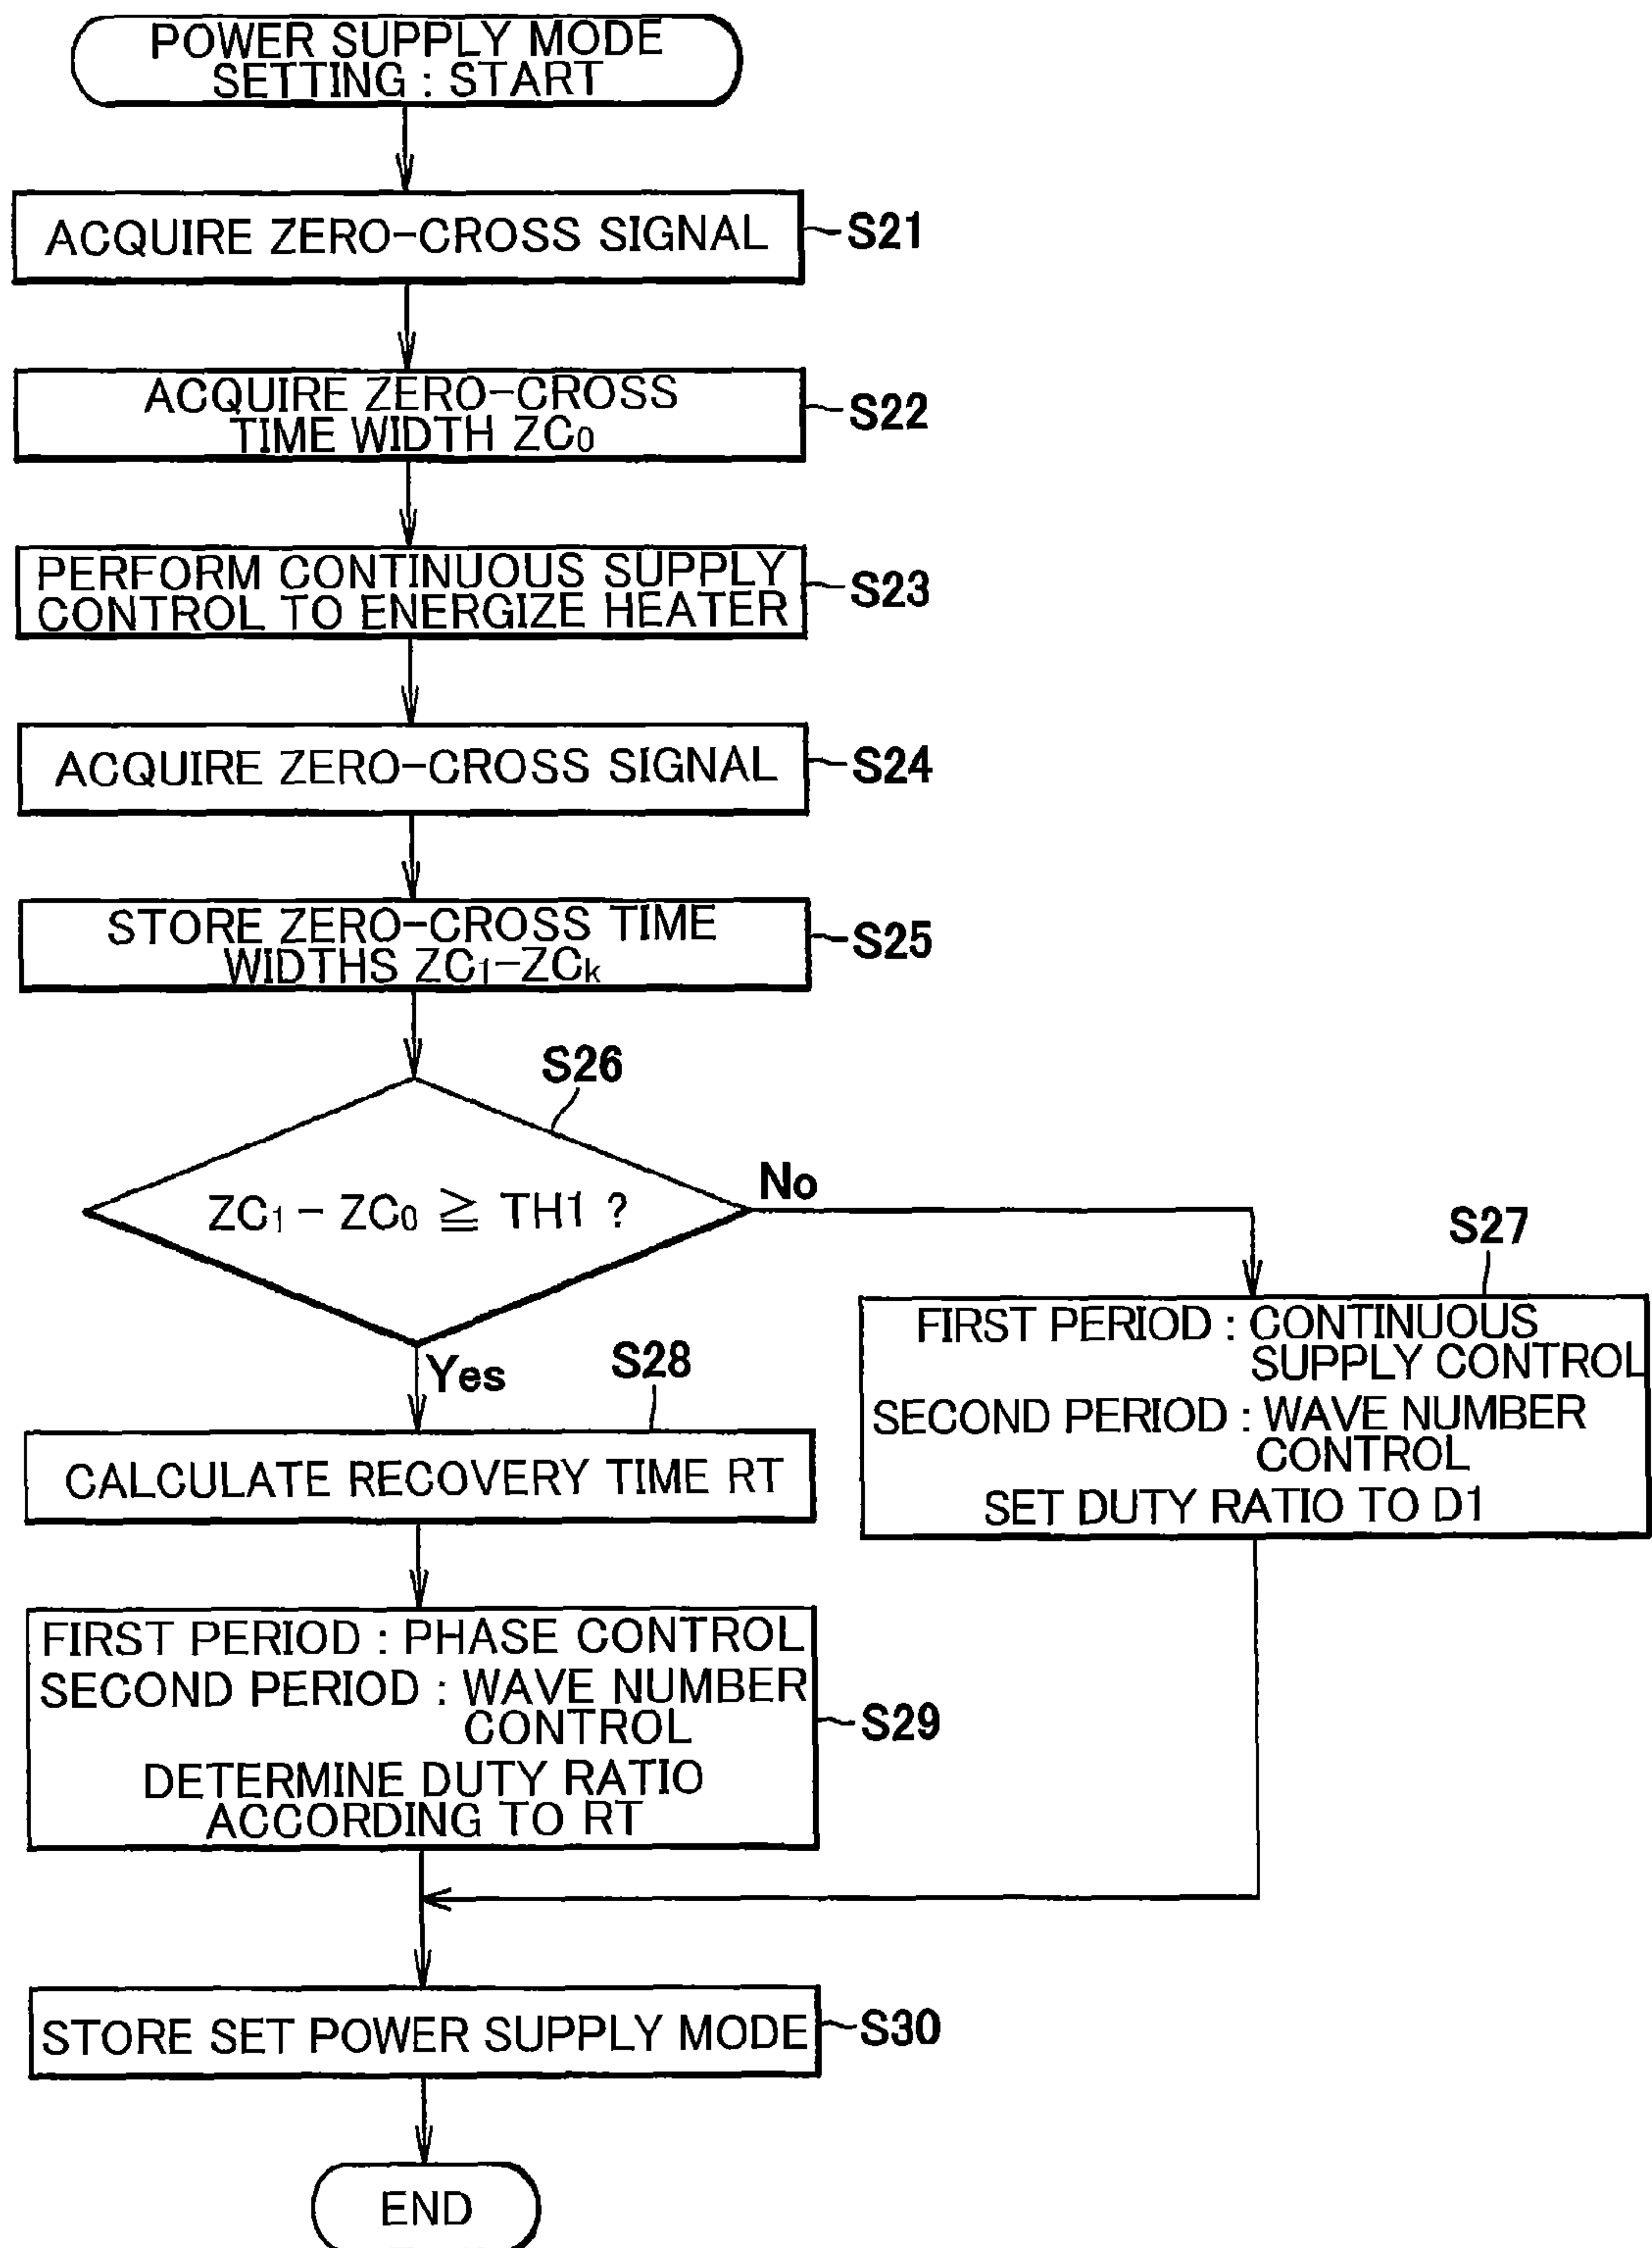 POWER SUPPLY MODE
SETTING : START
ACQUIRE ZERO-CROSS SIGNAL
S21
ACQUIRE ZERO-CROSS
TIME WIDTH ZC₀
S22
PERFORM CONTINUOUS SUPPLY
CONTROL TO ENERGIZE HEATER
S23
ACQUIRE ZERO-CROSS SIGNAL
S24
STORE ZERO-CROSS TIME
WIDTHS ZC₁-ZCₖ
S25
S26
ZC₁ - ZC₀ ≧ TH1 ?
No
Yes
S27
FIRST PERIOD : CONTINUOUS
SUPPLY CONTROL
SECOND PERIOD : WAVE NUMBER
CONTROL
SET DUTY RATIO TO D1
S28
CALCULATE RECOVERY TIME RT
FIRST PERIOD : PHASE CONTROL
SECOND PERIOD : WAVE NUMBER
CONTROL
DETERMINE DUTY RATIO
ACCORDING TO RT
S29
STORE SET POWER SUPPLY MODE
S30
END